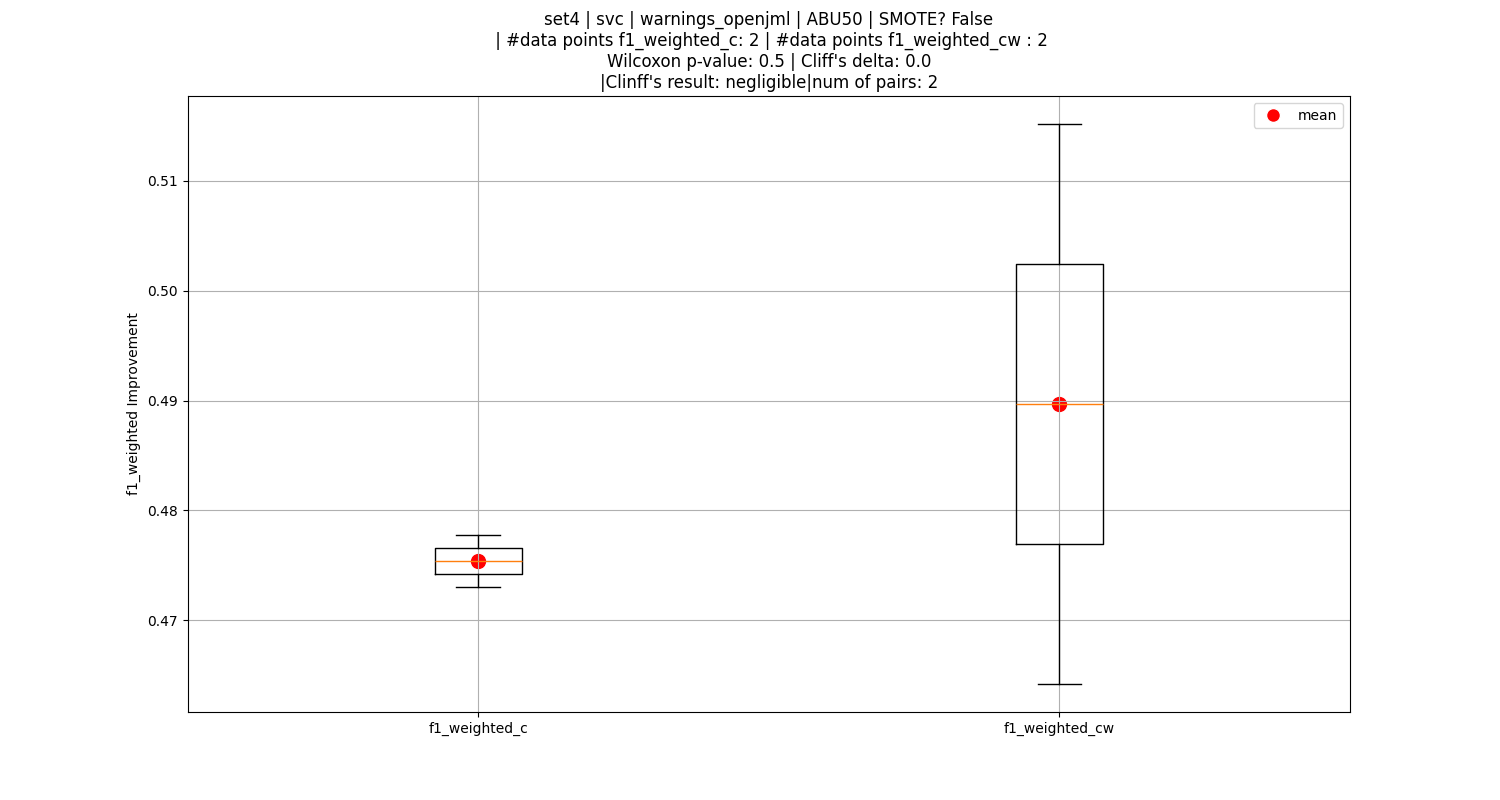 set4 | svc | warnings_openjml | ABU50 | SMOTE? False
| #data points f1_weighted_c: 2 | #data points f1_weighted_cw : 2
Wilcoxon p-value: 0.5 | Cliff's delta: 0.0
|Clinff's result: negligible|num of pairs: 2
mean
0.51
0.50
0.49
0.48
0.47
f1_weighted Improvement
f1_weighted_c
f1_weighted_cw